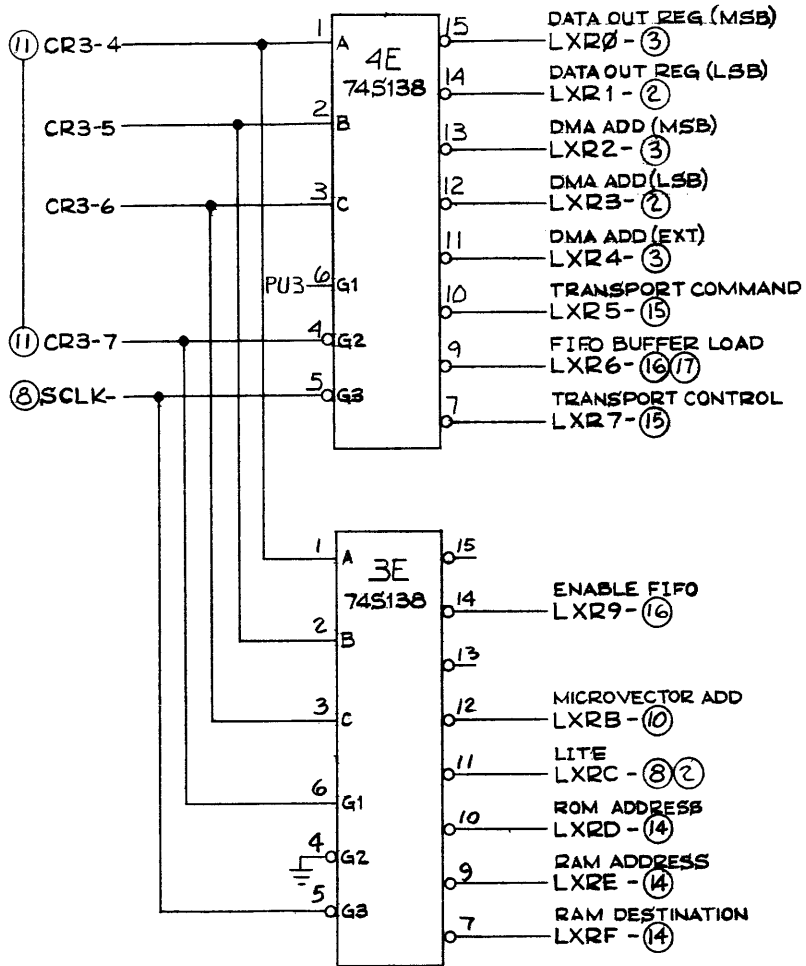 DATA OUT REG (MSB)
11 CR3-4 1 A 4E 74S138 15 LXRØ- 3
DATA OUT REG (LSB)
14 LXR1- 2
CR3-5 2 B
DMA ADD (MSB)
13 LXR2- 3
DMA ADD (LSB)
CR3-6 3 C 12 LXR3- 2
DMA ADD (EXT)
11 LXR4- 3
PU3 6 G1
TRANSPORT COMMAND
10 LXR5- 15
11 CR3-7 4 G2
FIFO BUFFER LOAD
9 LXR6- 16 17
8 SCLK- 5 G3
TRANSPORT CONTROL
7 LXR7- 15
1 A 3E 74S138 15
ENABLE FIFO
14 LXR9- 16
2 B
13
MICROVECTOR ADD
3 C 12 LXRB- 10
LITE
11 LXRC- 8 2
6 G1
ROM ADDRESS
10 LXRD- 14
4 G2
RAM ADDRESS
9 LXRE- 14
5 G3
RAM DESTINATION
7 LXRF- 14